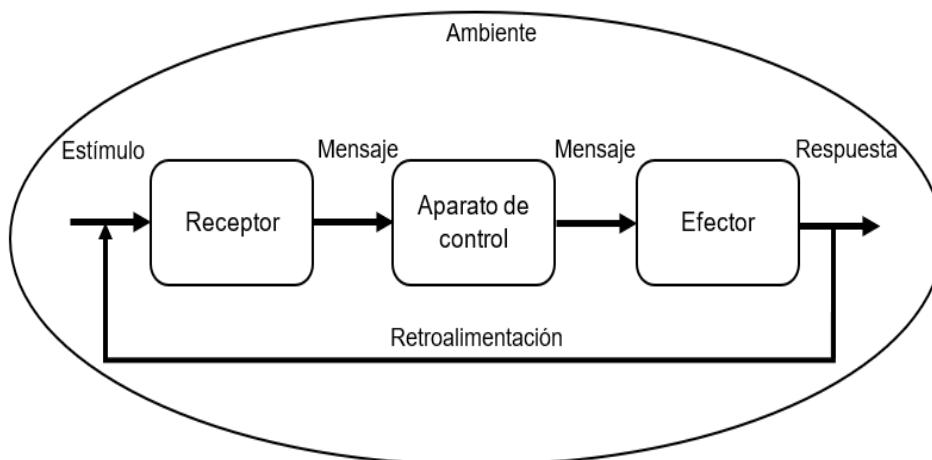 Ambiente
Estímulo
Mensaje
Mensaje
Respuesta
Receptor
Aparato de
control
Efector
Retroalimentación